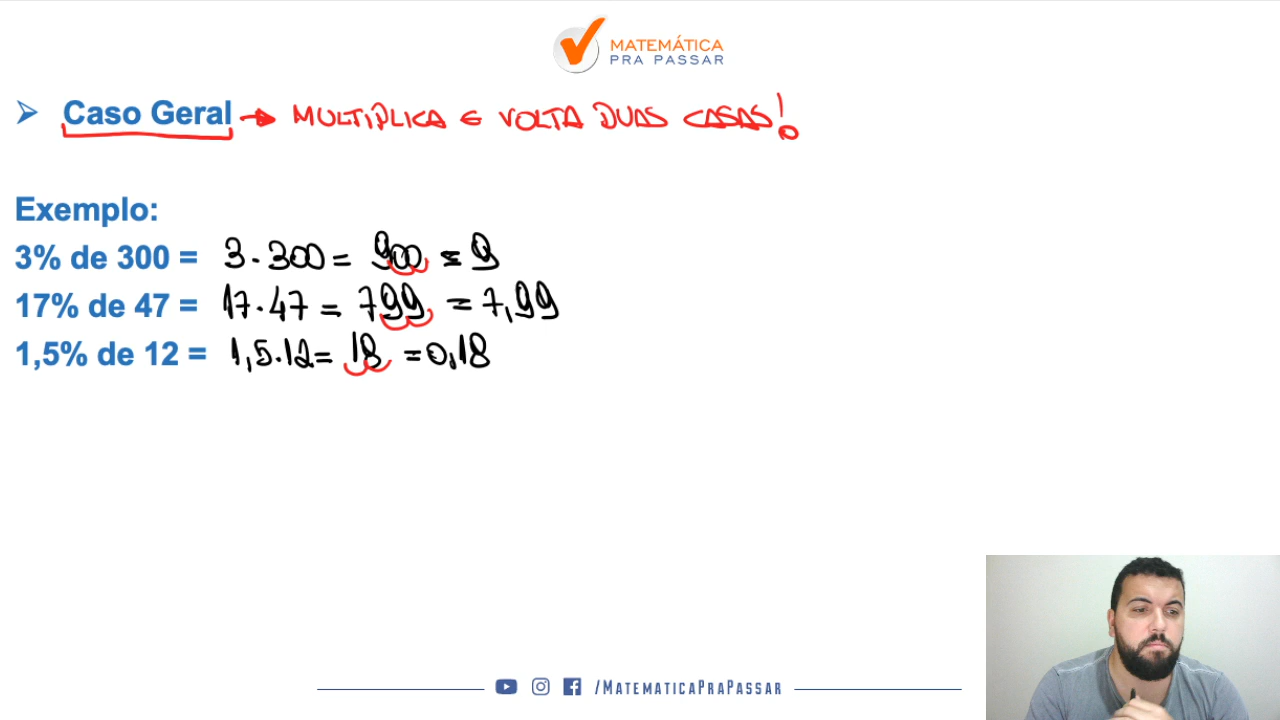 MATEMÁTICA
PRA PASSAR
Caso Geral → MULTIPLICA E VOLTA DUAS CASAS!
Exemplo:
3% de 300 = 3 · 300 = 900 = 9
17% de 47 = 17 · 47 = 799 = 7,99
1,5% de 12 = 1,5 · 12 = 18 = 0,18
/MATEMATICAPRAPASSAR